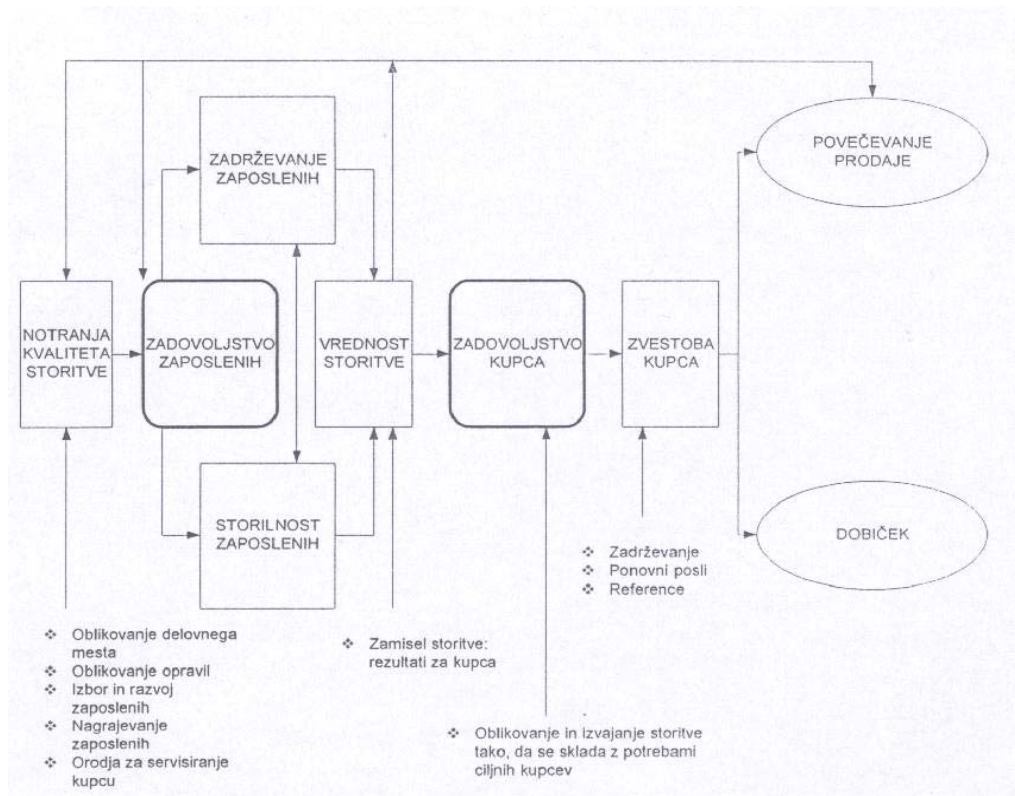 POVEČEVANJE
PRODAJE
ZADRŽEVANJE
ZAPOSLENIH
NOTRANJA
KVALITETA
STORITVE
ZADOVOLJSTVO
ZAPOSLENIH
VREDNOST
STORITVE
ZADOVOLJSTVO
KUPCA
ZVESTOBA
KUPCA
STORILNOST
ZAPOSLENIH
DOBIČEK
❖ Zadrževanje
❖ Ponovni posli
❖ Reference
❖ Oblikovanje delovnega
mesta
❖ Oblikovanje opravil
❖ Izbor in razvoj
zaposlenih
❖ Nagrajevanje
zaposlenih
❖ Orodja za servisiranje
kupcu
❖ Zamisel storitve:
rezultati za kupca
❖ Oblikovanje in izvajanje storitve
tako, da se sklada z potrebami
ciljnih kupcev